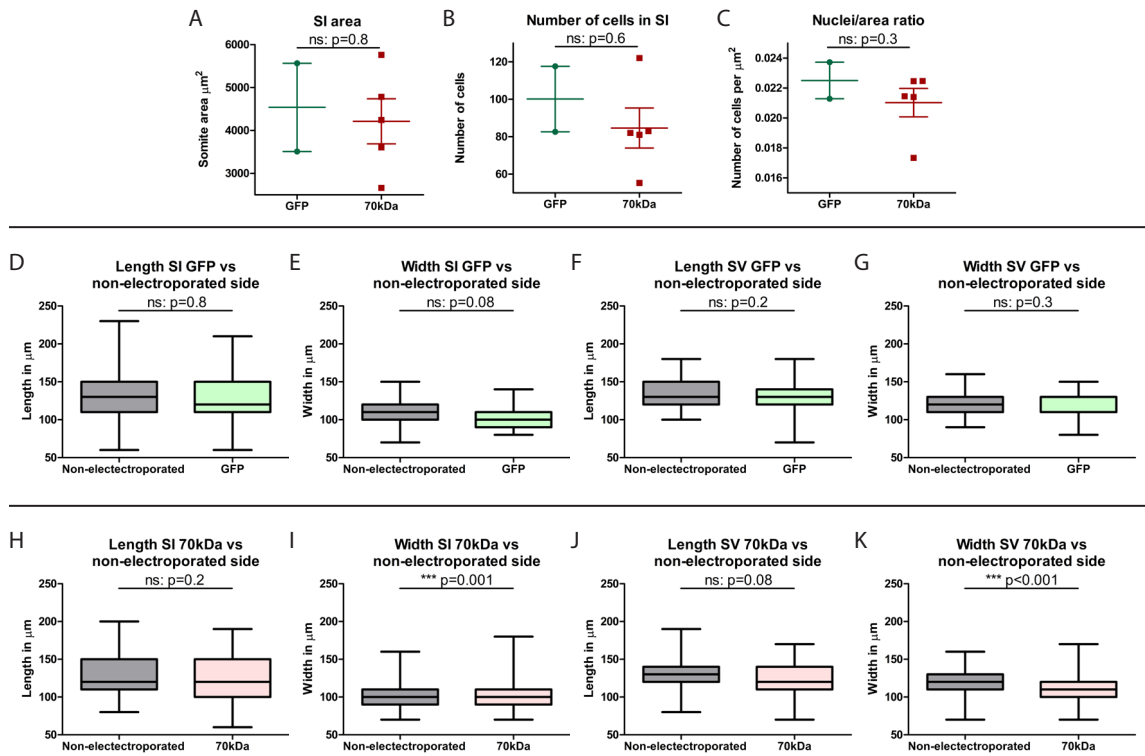 A
SI area
ns: p=0.8
Somite area μm²
6000
5000
4000
3000
GFP
70kDa
B
Number of cells in SI
ns: p=0.6
Number of cells
120
100
80
60
GFP
70kDa
C
Nuclei/area ratio
ns: p=0.3
Number of cells per μm²
0.024
0.022
0.020
0.018
0.016
GFP
70kDa
D
Length SI GFP vs
non-electroporated side
ns: p=0.8
Length in μm
250
200
150
100
50
Non-electectroporated
GFP
E
Width SI GFP vs
non-electroporated side
ns: p=0.08
Width in μm
250
200
150
100
50
Non-electectroporated
GFP
F
Length SV GFP vs
non-electroporated side
ns: p=0.2
Length in μm
250
200
150
100
50
Non-electectroporated
GFP
G
Width SV GFP vs
non-electroporated side
ns: p=0.3
Width in μm
250
200
150
100
50
Non-electectroporated
GFP
H
Length SI 70kDa vs
non-electroporated side
ns: p=0.2
Length in μm
250
200
150
100
50
Non-electectroporated
70kDa
I
Width SI 70kDa vs
non-electroporated side
*** p=0.001
Width in μm
250
200
150
100
50
Non-electectroporated
70kDa
J
Length SV 70kDa vs
non-electroporated side
ns: p=0.08
Length in μm
250
200
150
100
50
Non-electectroporated
70kDa
K
Width SV 70kDa vs
non-electroporated side
*** p<0.001
Width in μm
250
200
150
100
50
Non-electectroporated
70kDa